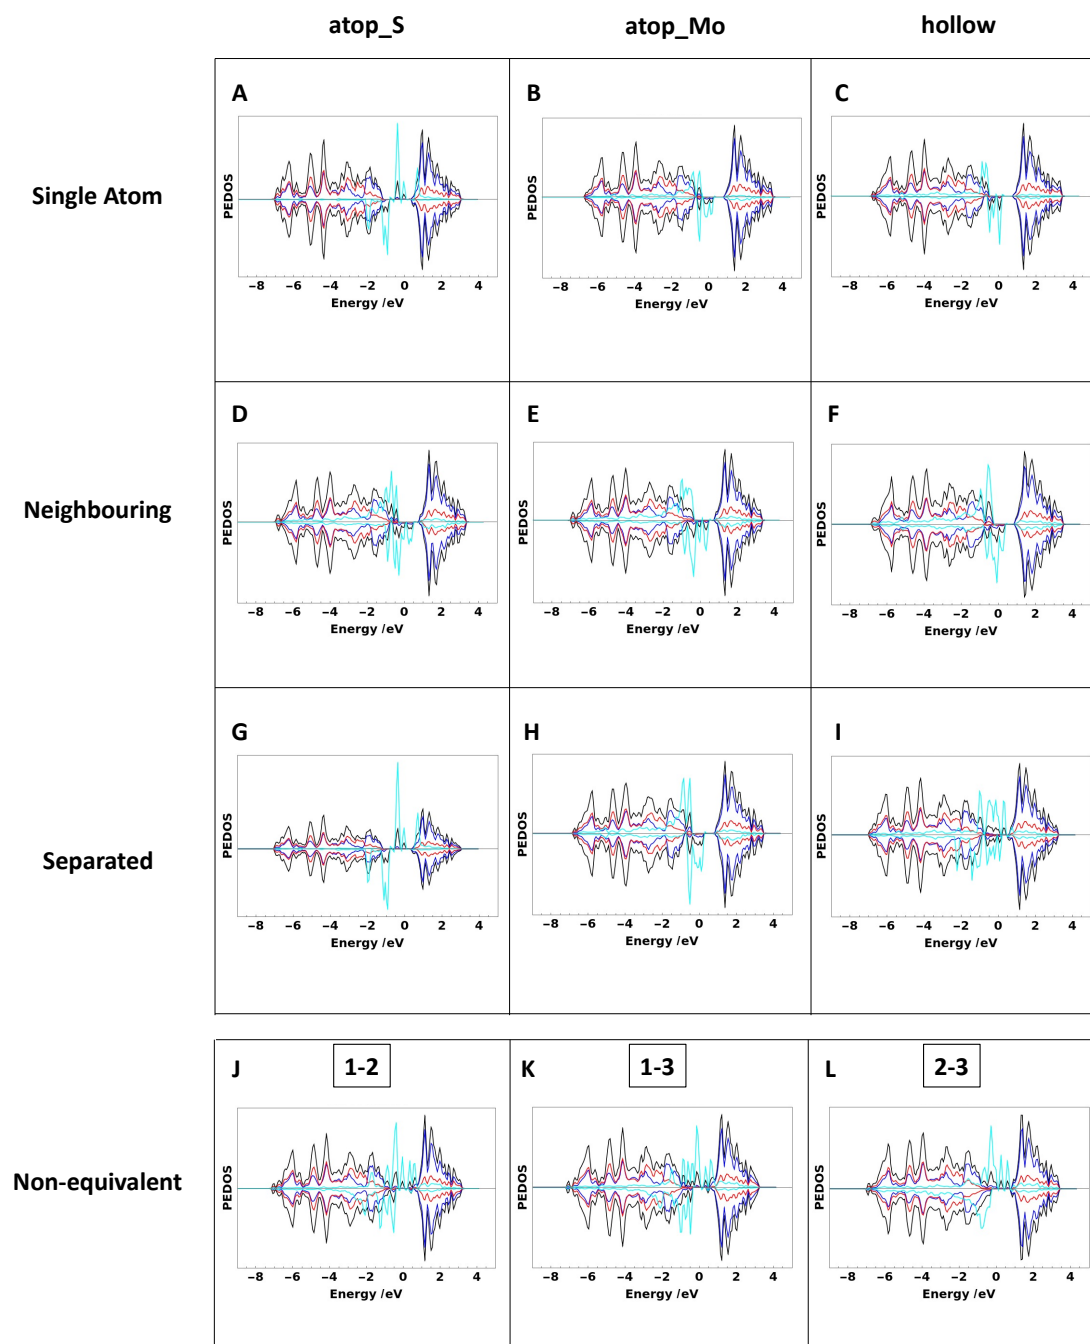 atop_S atop_Mo hollow
Single Atom
A B C
PEDOS PEDOS PEDOS
−8 −6 −4 −2 0 2 4 −8 −6 −4 −2 0 2 4 −8 −6 −4 −2 0 2 4
Energy /eV Energy /eV Energy /eV
Neighbouring
D E F
PEDOS PEDOS PEDOS
−8 −6 −4 −2 0 2 4 −8 −6 −4 −2 0 2 4 −8 −6 −4 −2 0 2 4
Energy /eV Energy /eV Energy /eV
Separated
G H I
PEDOS PEDOS PEDOS
−8 −6 −4 −2 0 2 4 −8 −6 −4 −2 0 2 4 −8 −6 −4 −2 0 2 4
Energy /eV Energy /eV Energy /eV
Non-equivalent
J 1-2 K 1-3 L 2-3
PEDOS PEDOS PEDOS
−8 −6 −4 −2 0 2 4 −8 −6 −4 −2 0 2 4 −8 −6 −4 −2 0 2 4
Energy /eV Energy /eV Energy /eV